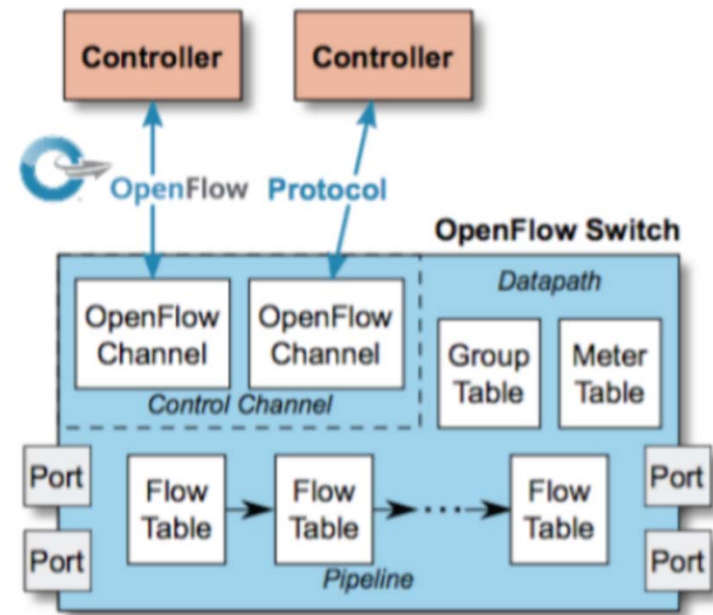 Controller
Controller
OpenFlow Protocol
OpenFlow Switch
OpenFlow
Channel
OpenFlow
Channel
Control Channel
Datapath
Group
Table
Meter
Table
Port
Port
Flow
Table
Flow
Table
...
Flow
Table
Pipeline
Port
Port